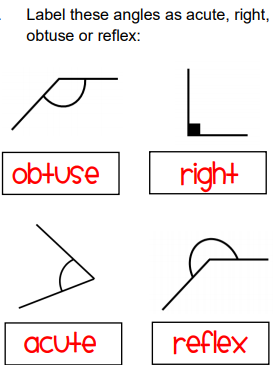 Label these angles as acute, right,
obtuse or reflex:
obtuse
right
acute
reflex